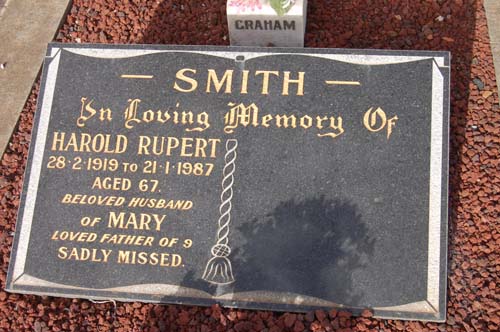 GRAHAM
SMITH
In Loving Memory Of
HAROLD RUPERT
28·2·1919 TO 21·1·1987
AGED 67.
BELOVED HUSBAND
OF MARY
LOVED FATHER OF 9
SADLY MISSED.